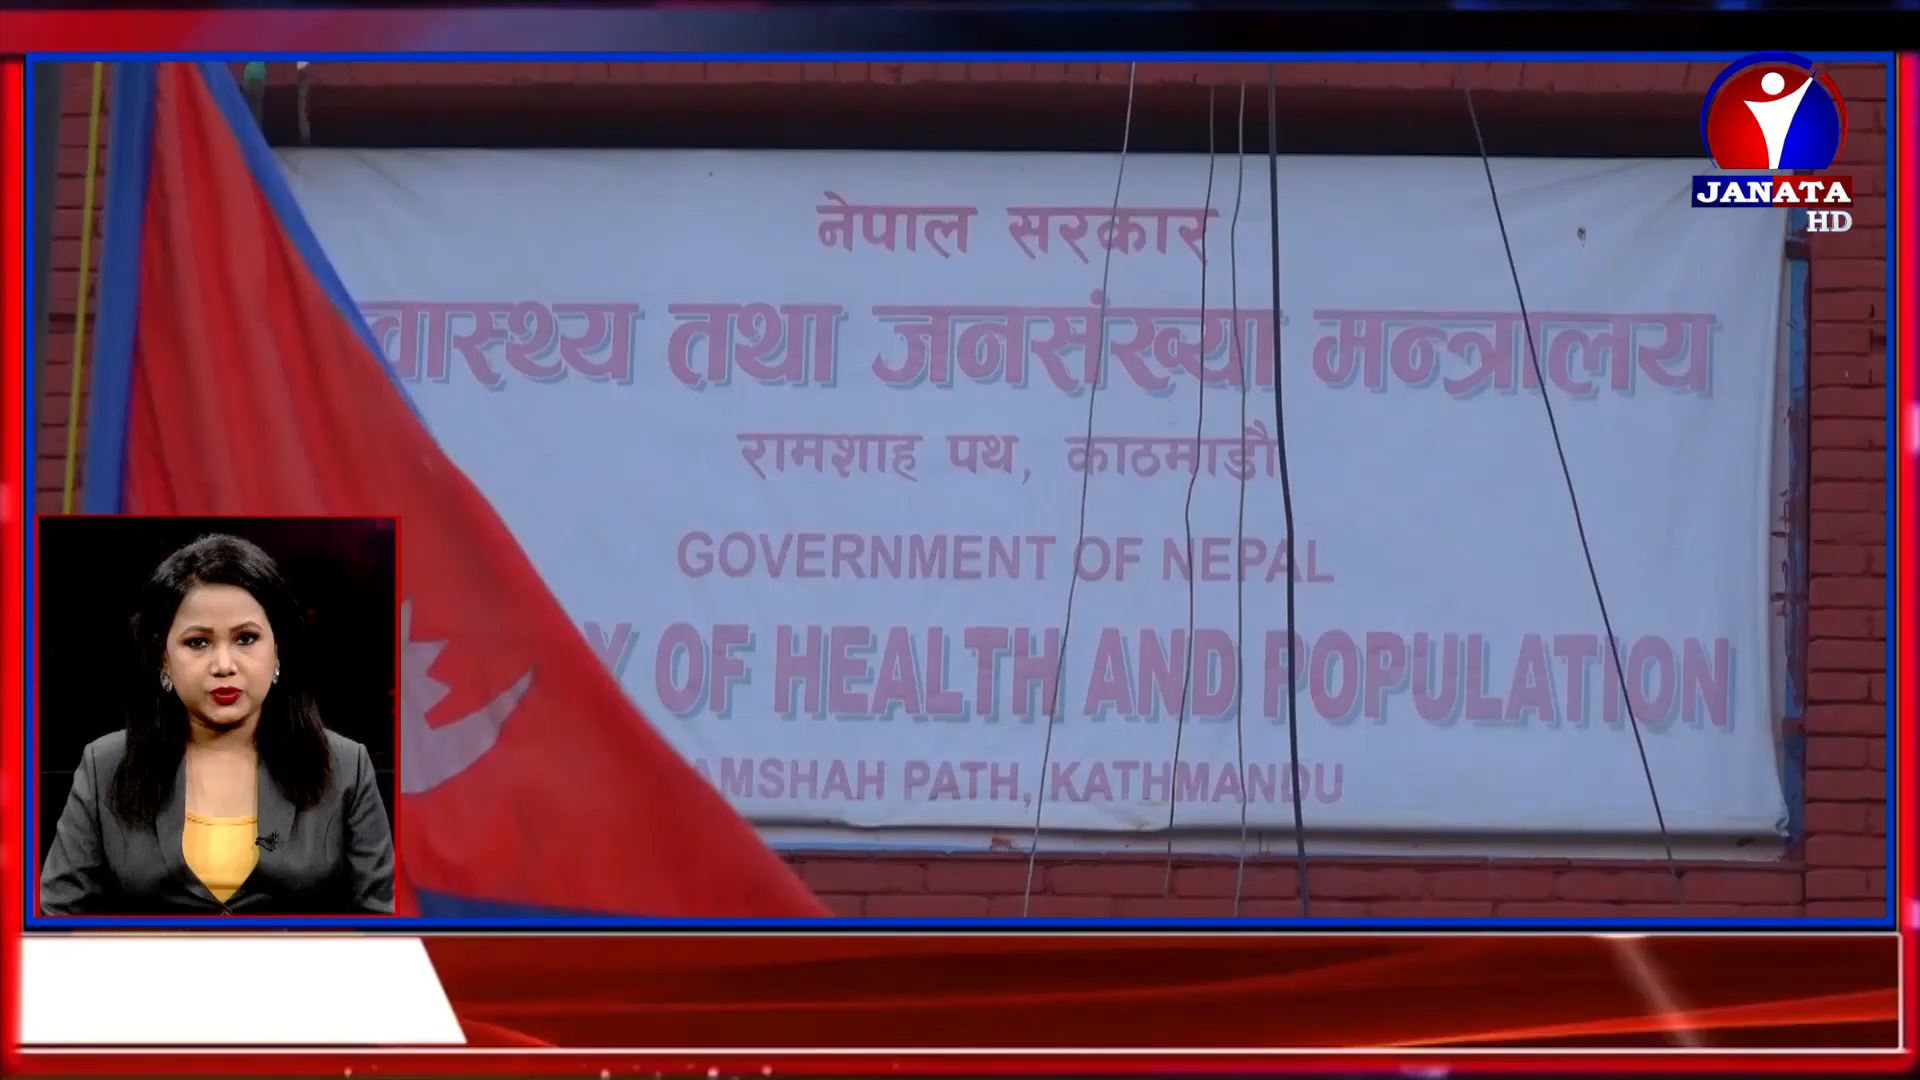 JANATA
HD
नेपाल सरकार
तथा जनसंख्या मन्त्रालय
रामशाह पथ, काठमाडौं
GOVERNMENT OF NEPAL
OF HEALTH AND POPULATION
PATH, KATHMANDU